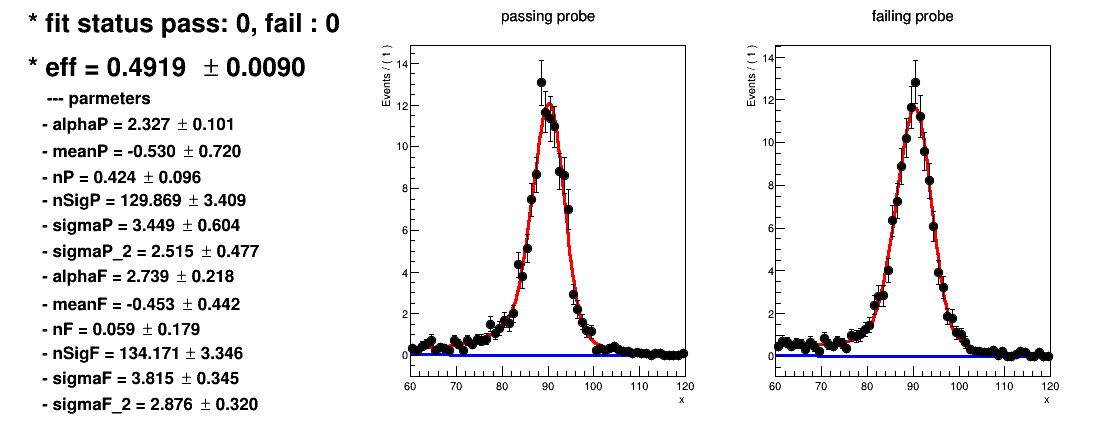 * fit status pass: 0, fail : 0
* eff = 0.4919 ± 0.0090
--- parmeters
- alphaP = 2.327 ± 0.101
- meanP = -0.530 ± 0.720
- nP = 0.424 ± 0.096
- nSigP = 129.869 ± 3.409
- sigmaP = 3.449 ± 0.604
- sigmaP_2 = 2.515 ± 0.477
- alphaF = 2.739 ± 0.218
- meanF = -0.453 ± 0.442
- nF = 0.059 ± 0.179
- nSigF = 134.171 ± 3.346
- sigmaF = 3.815 ± 0.345
- sigmaF_2 = 2.876 ± 0.320
passing probe
Events / ( 1 )
14
12
10
8
6
4
2
0
60 70 80 90 100 110 120
x
failing probe
Events / ( 1 )
14
12
10
8
6
4
2
0
60 70 80 90 100 110 120
x